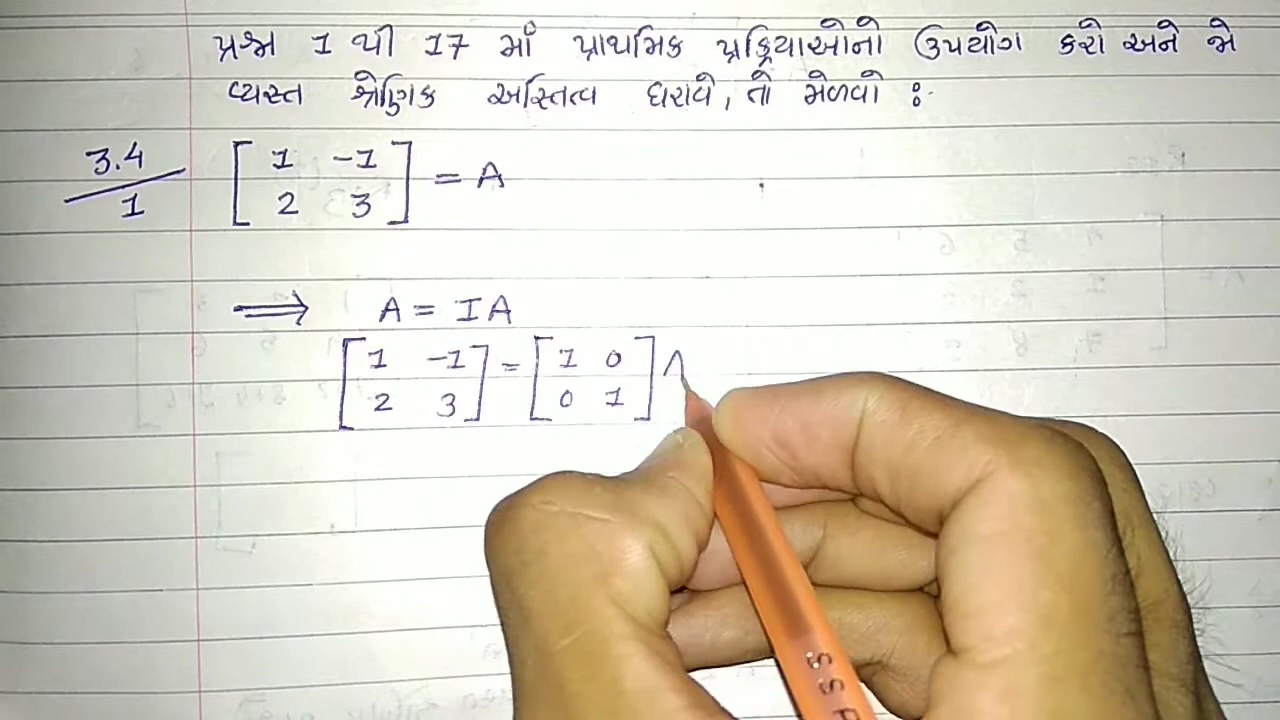 પ્રશ્ન 1 થી 17 માં પ્રાથમિક પ્રક્રિયાઓનો ઉપયોગ કરો અને જો
વ્યસ્ત શ્રેણિક અસ્તિત્વ ધરાવે, તો મેળવો :-
3.4
1
[ 1 -1
2 3 ] = A
⟹ A = IA
[ 1 -1
2 3 ] = [ 1 0
0 1 ] A